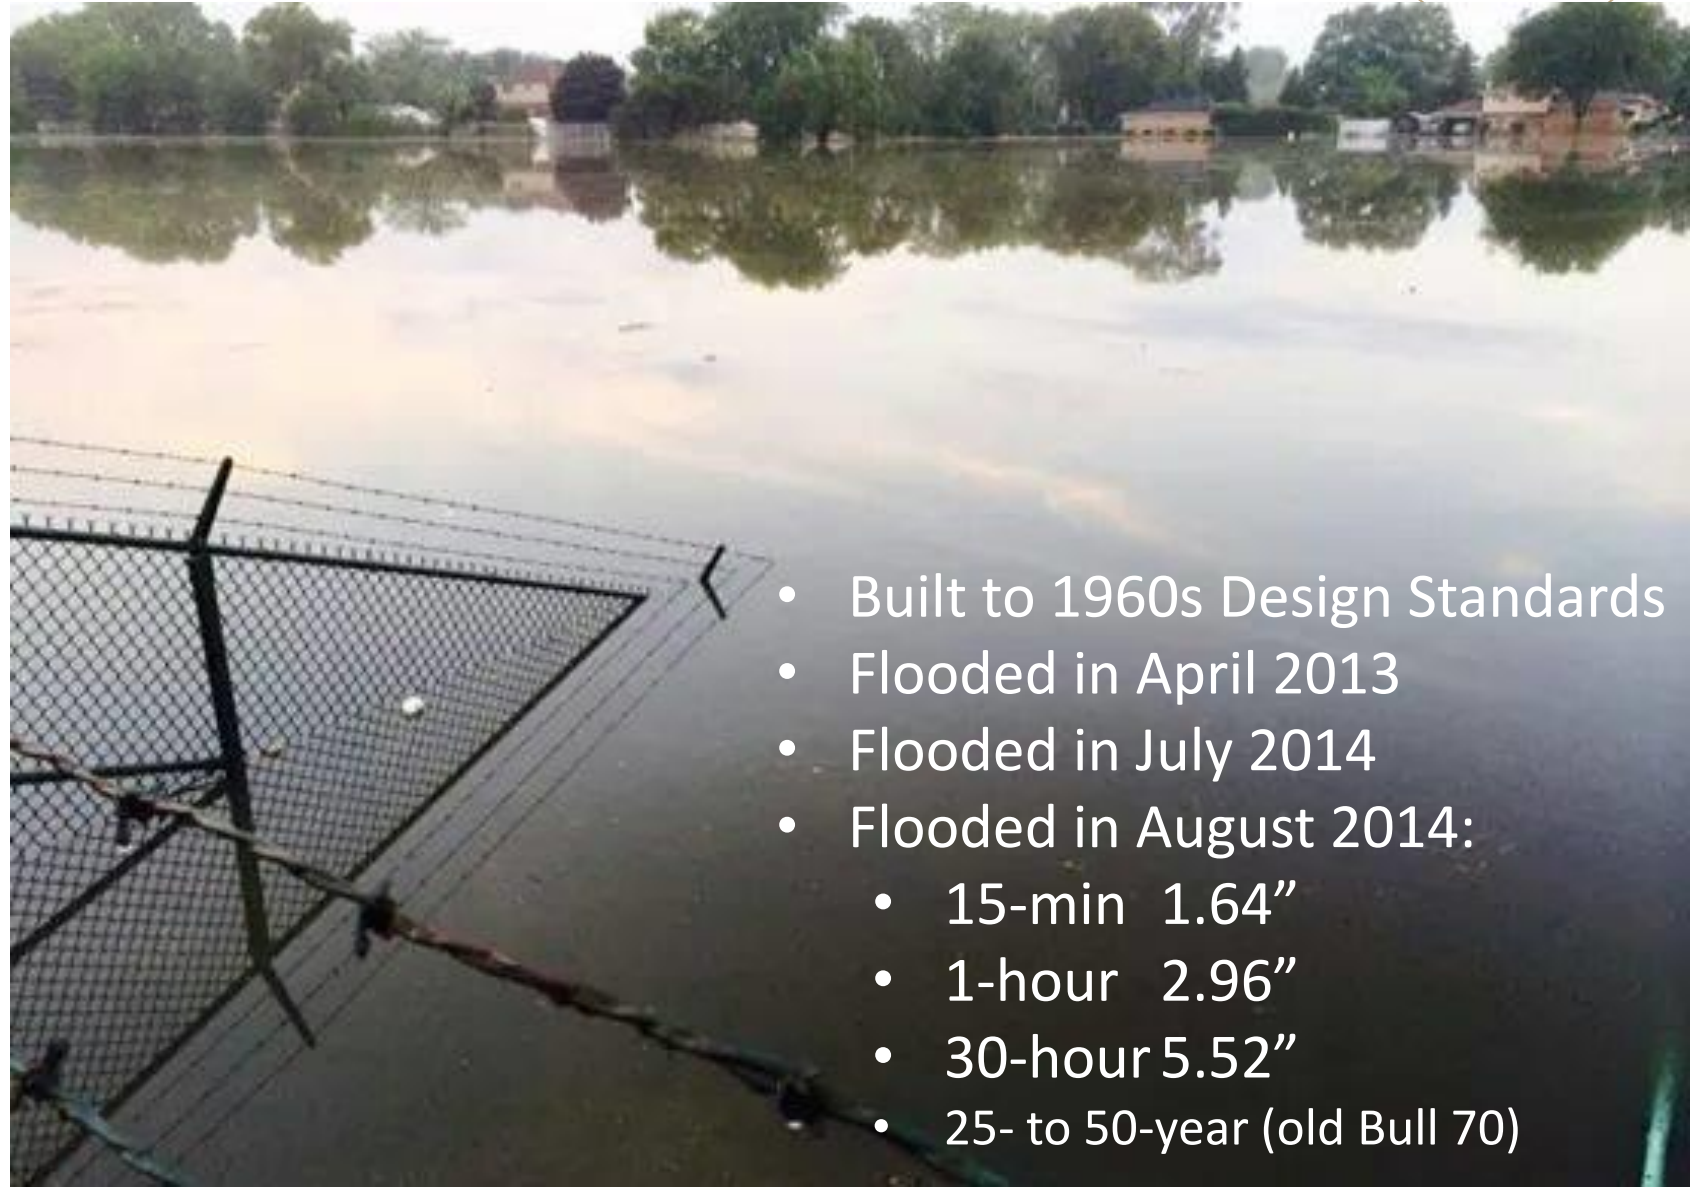 • Built to 1960s Design Standards
• Flooded in April 2013
• Flooded in July 2014
• Flooded in August 2014:
• 15-min 1.64”
• 1-hour 2.96”
• 30-hour 5.52”
• 25- to 50-year (old Bull 70)